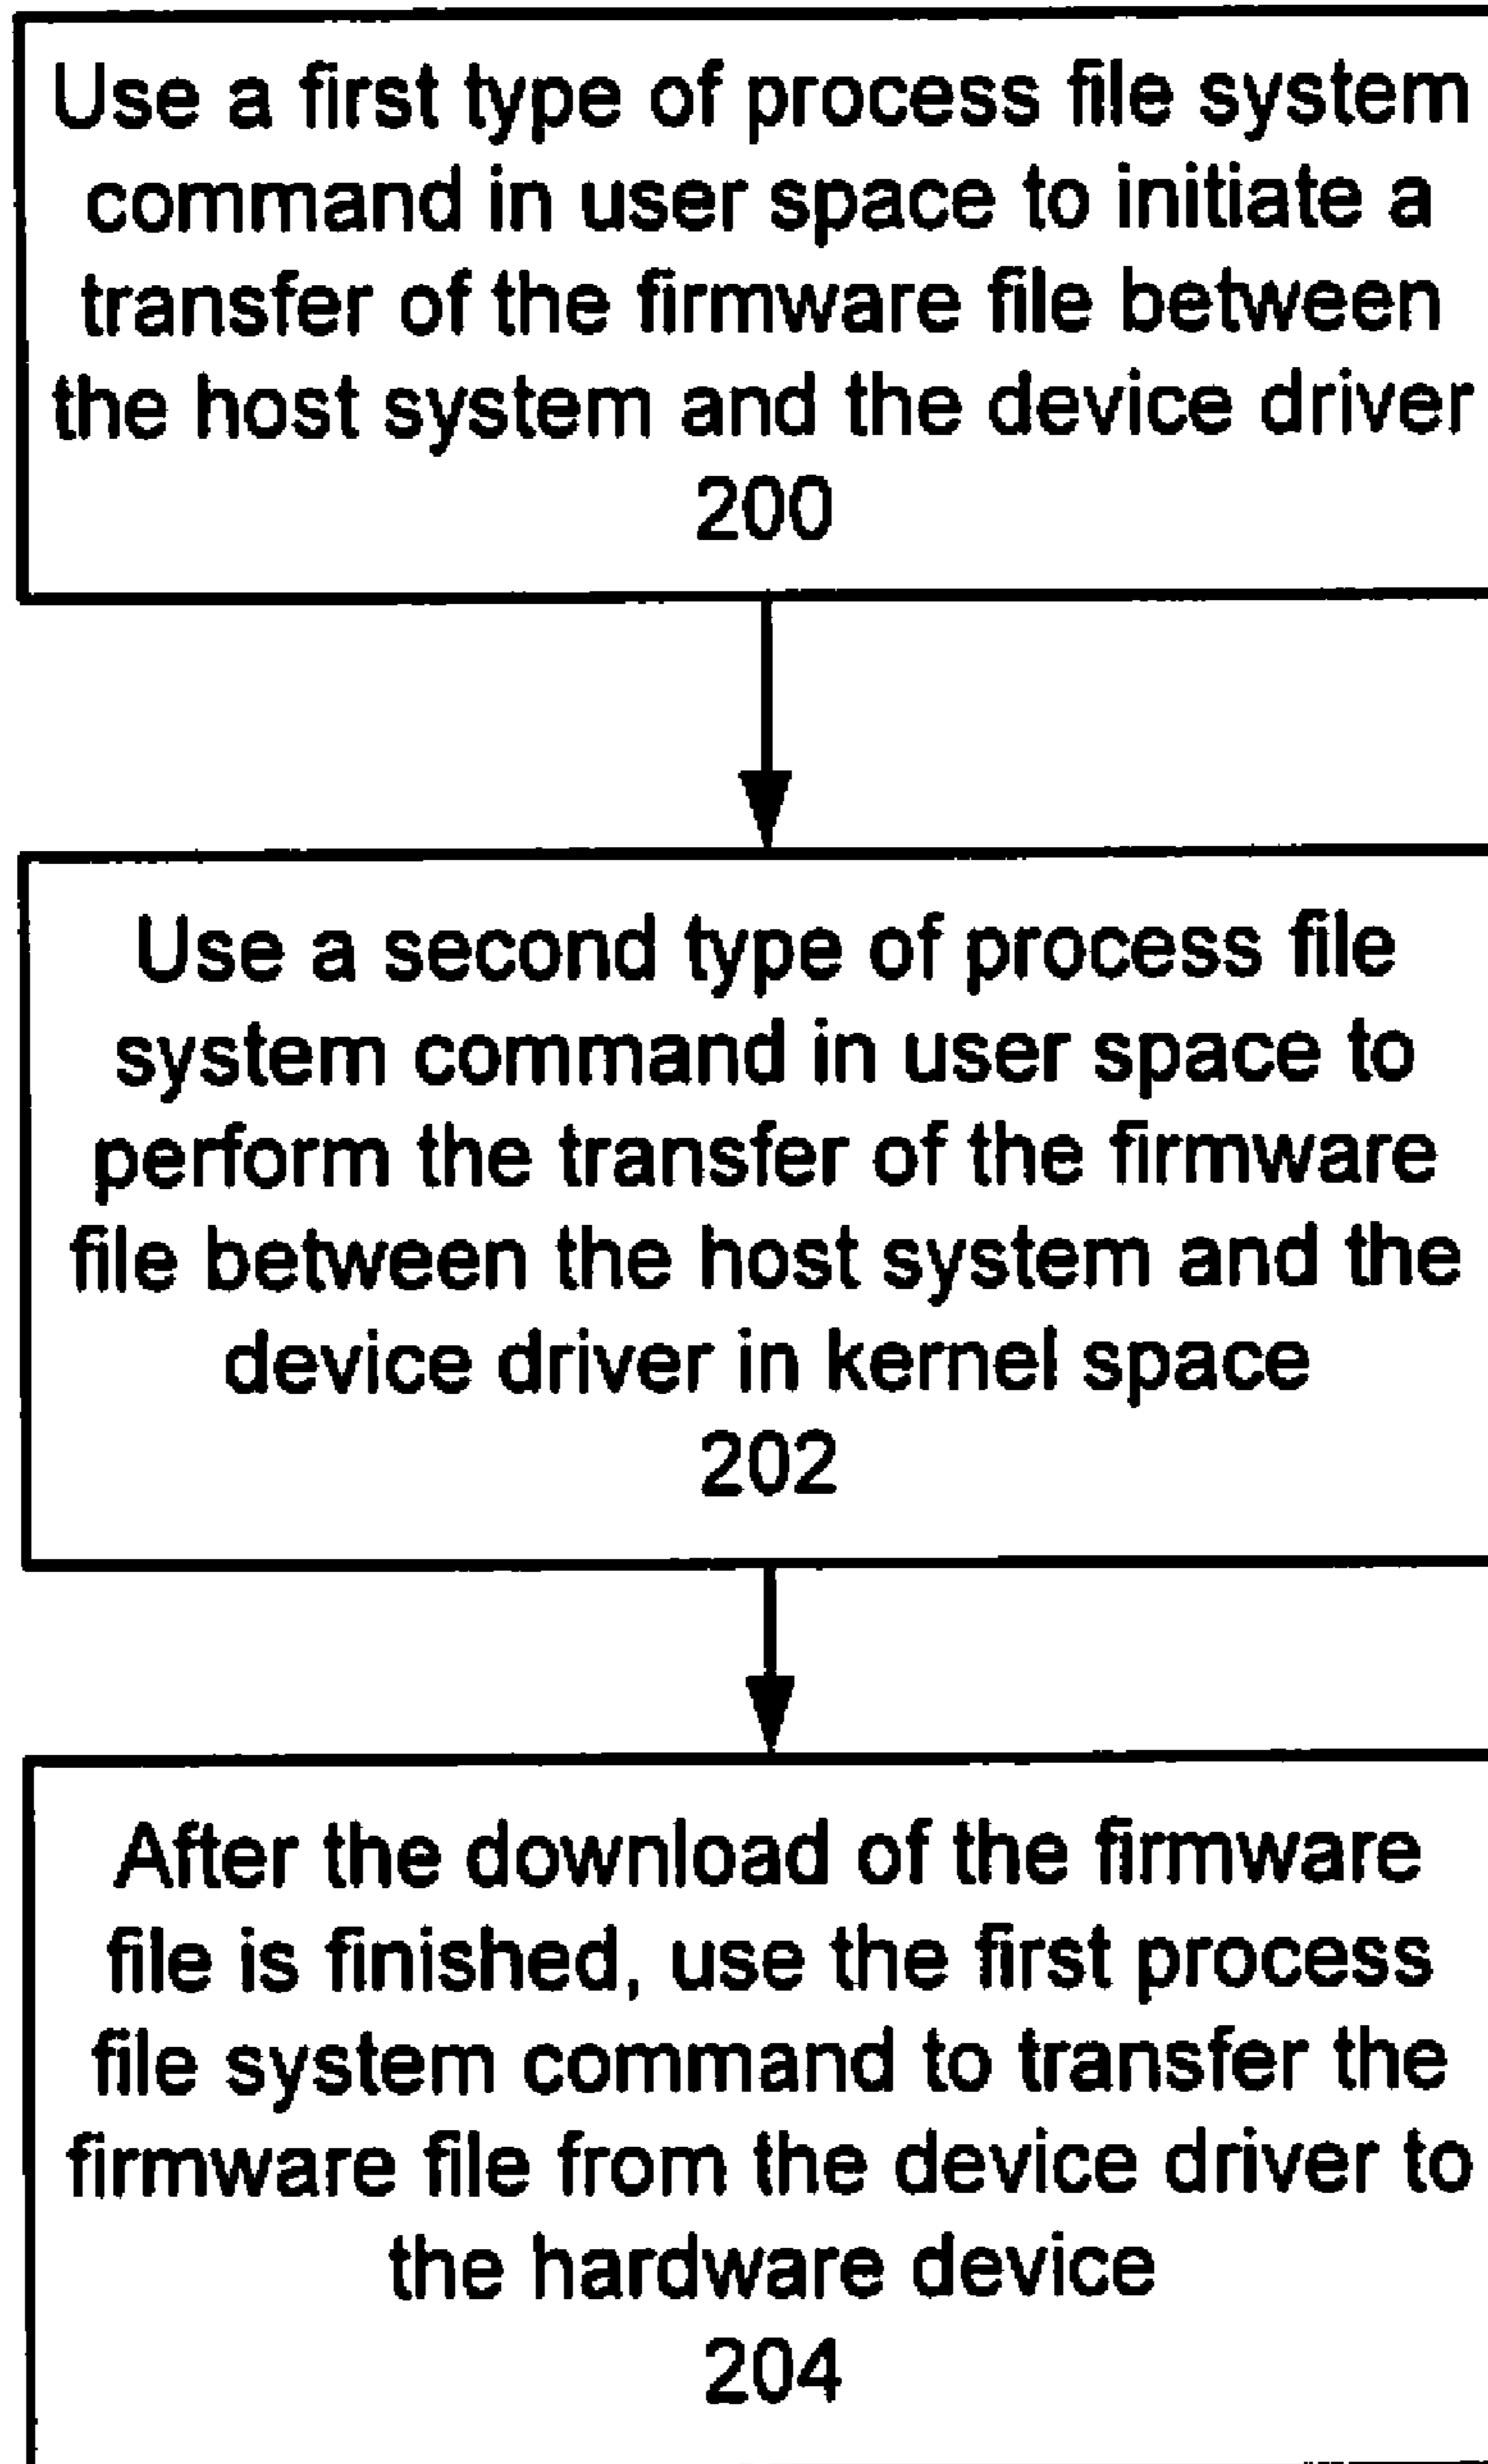 Use a first type of process file system
command in user space to initiate a
transfer of the firmware file between
the host system and the device driver
200
Use a second type of process file
system command in user space to
perform the transfer of the firmware
file between the host system and the
device driver in kernel space
202
After the download of the firmware
file is finished, use the first process
file system command to transfer the
firmware file from the device driver to
the hardware device
204